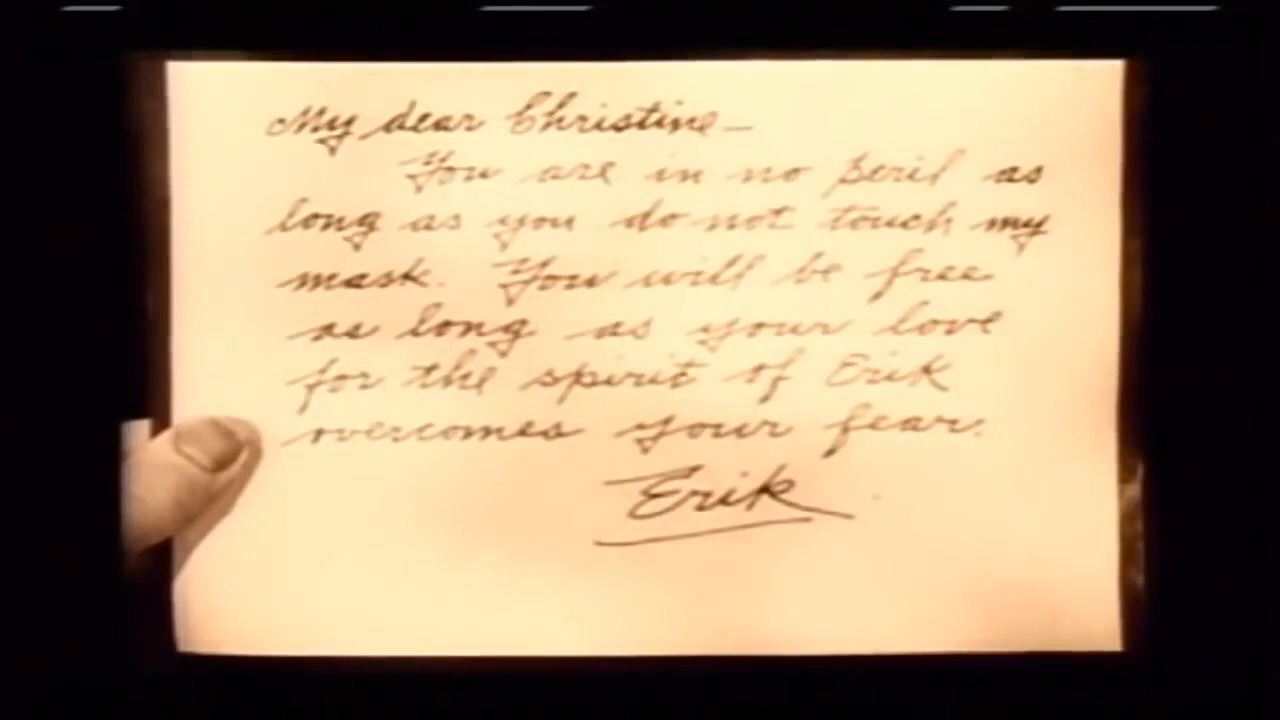 My dear Christine—
You are in no peril as
long as you do not touch my
mask. You will be free
as long as your love
for the spirit of Erik
overcomes your fear.
Erik